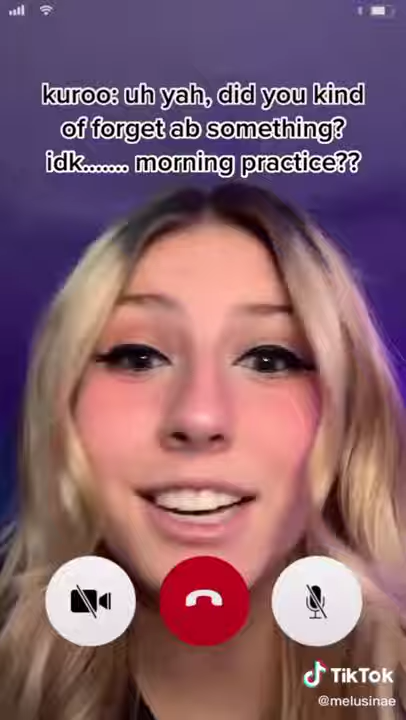 kuroo: uh yah, did you kind
of forget ab something?
idk....... morning practice??
TikTok
@melusinae